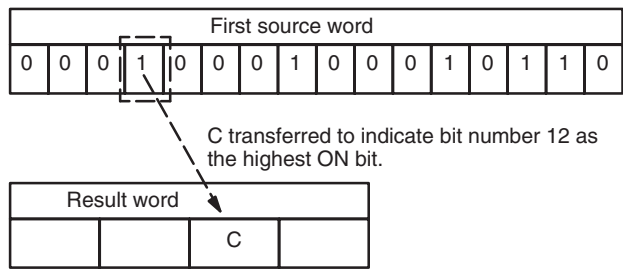 First source word
0 0 0 1 0 0 0 1 0 0 0 1 0 1 1 0
C transferred to indicate bit number 12 as
the highest ON bit.
Result word
C